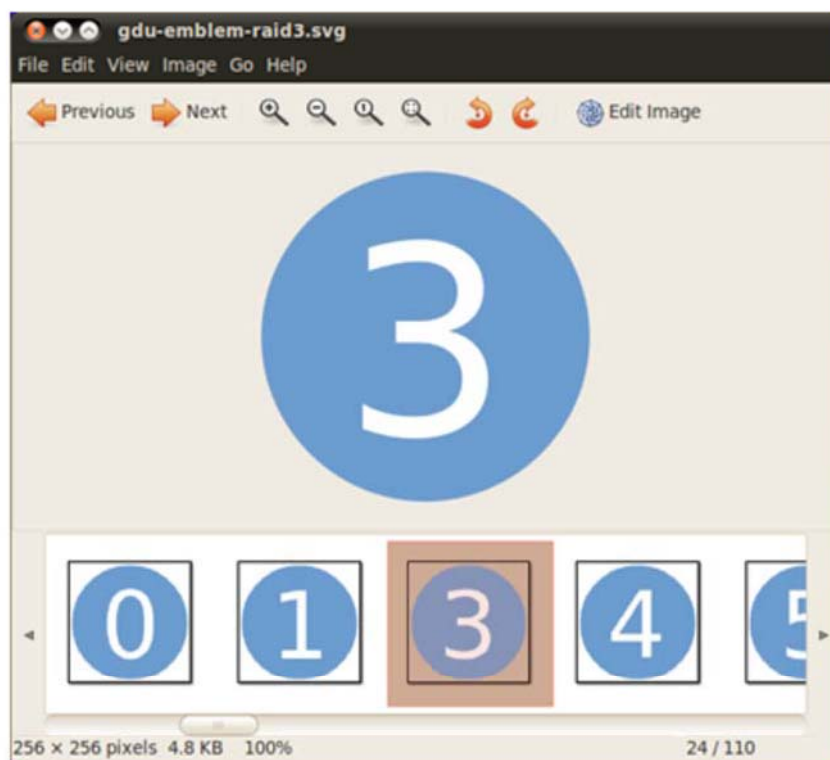 gdu-emblem-raid3.svg
File Edit View Image Go Help
Previous Next Edit Image
3
0 1 3 4 5
256 × 256 pixels 4.8 KB 100% 24 / 110